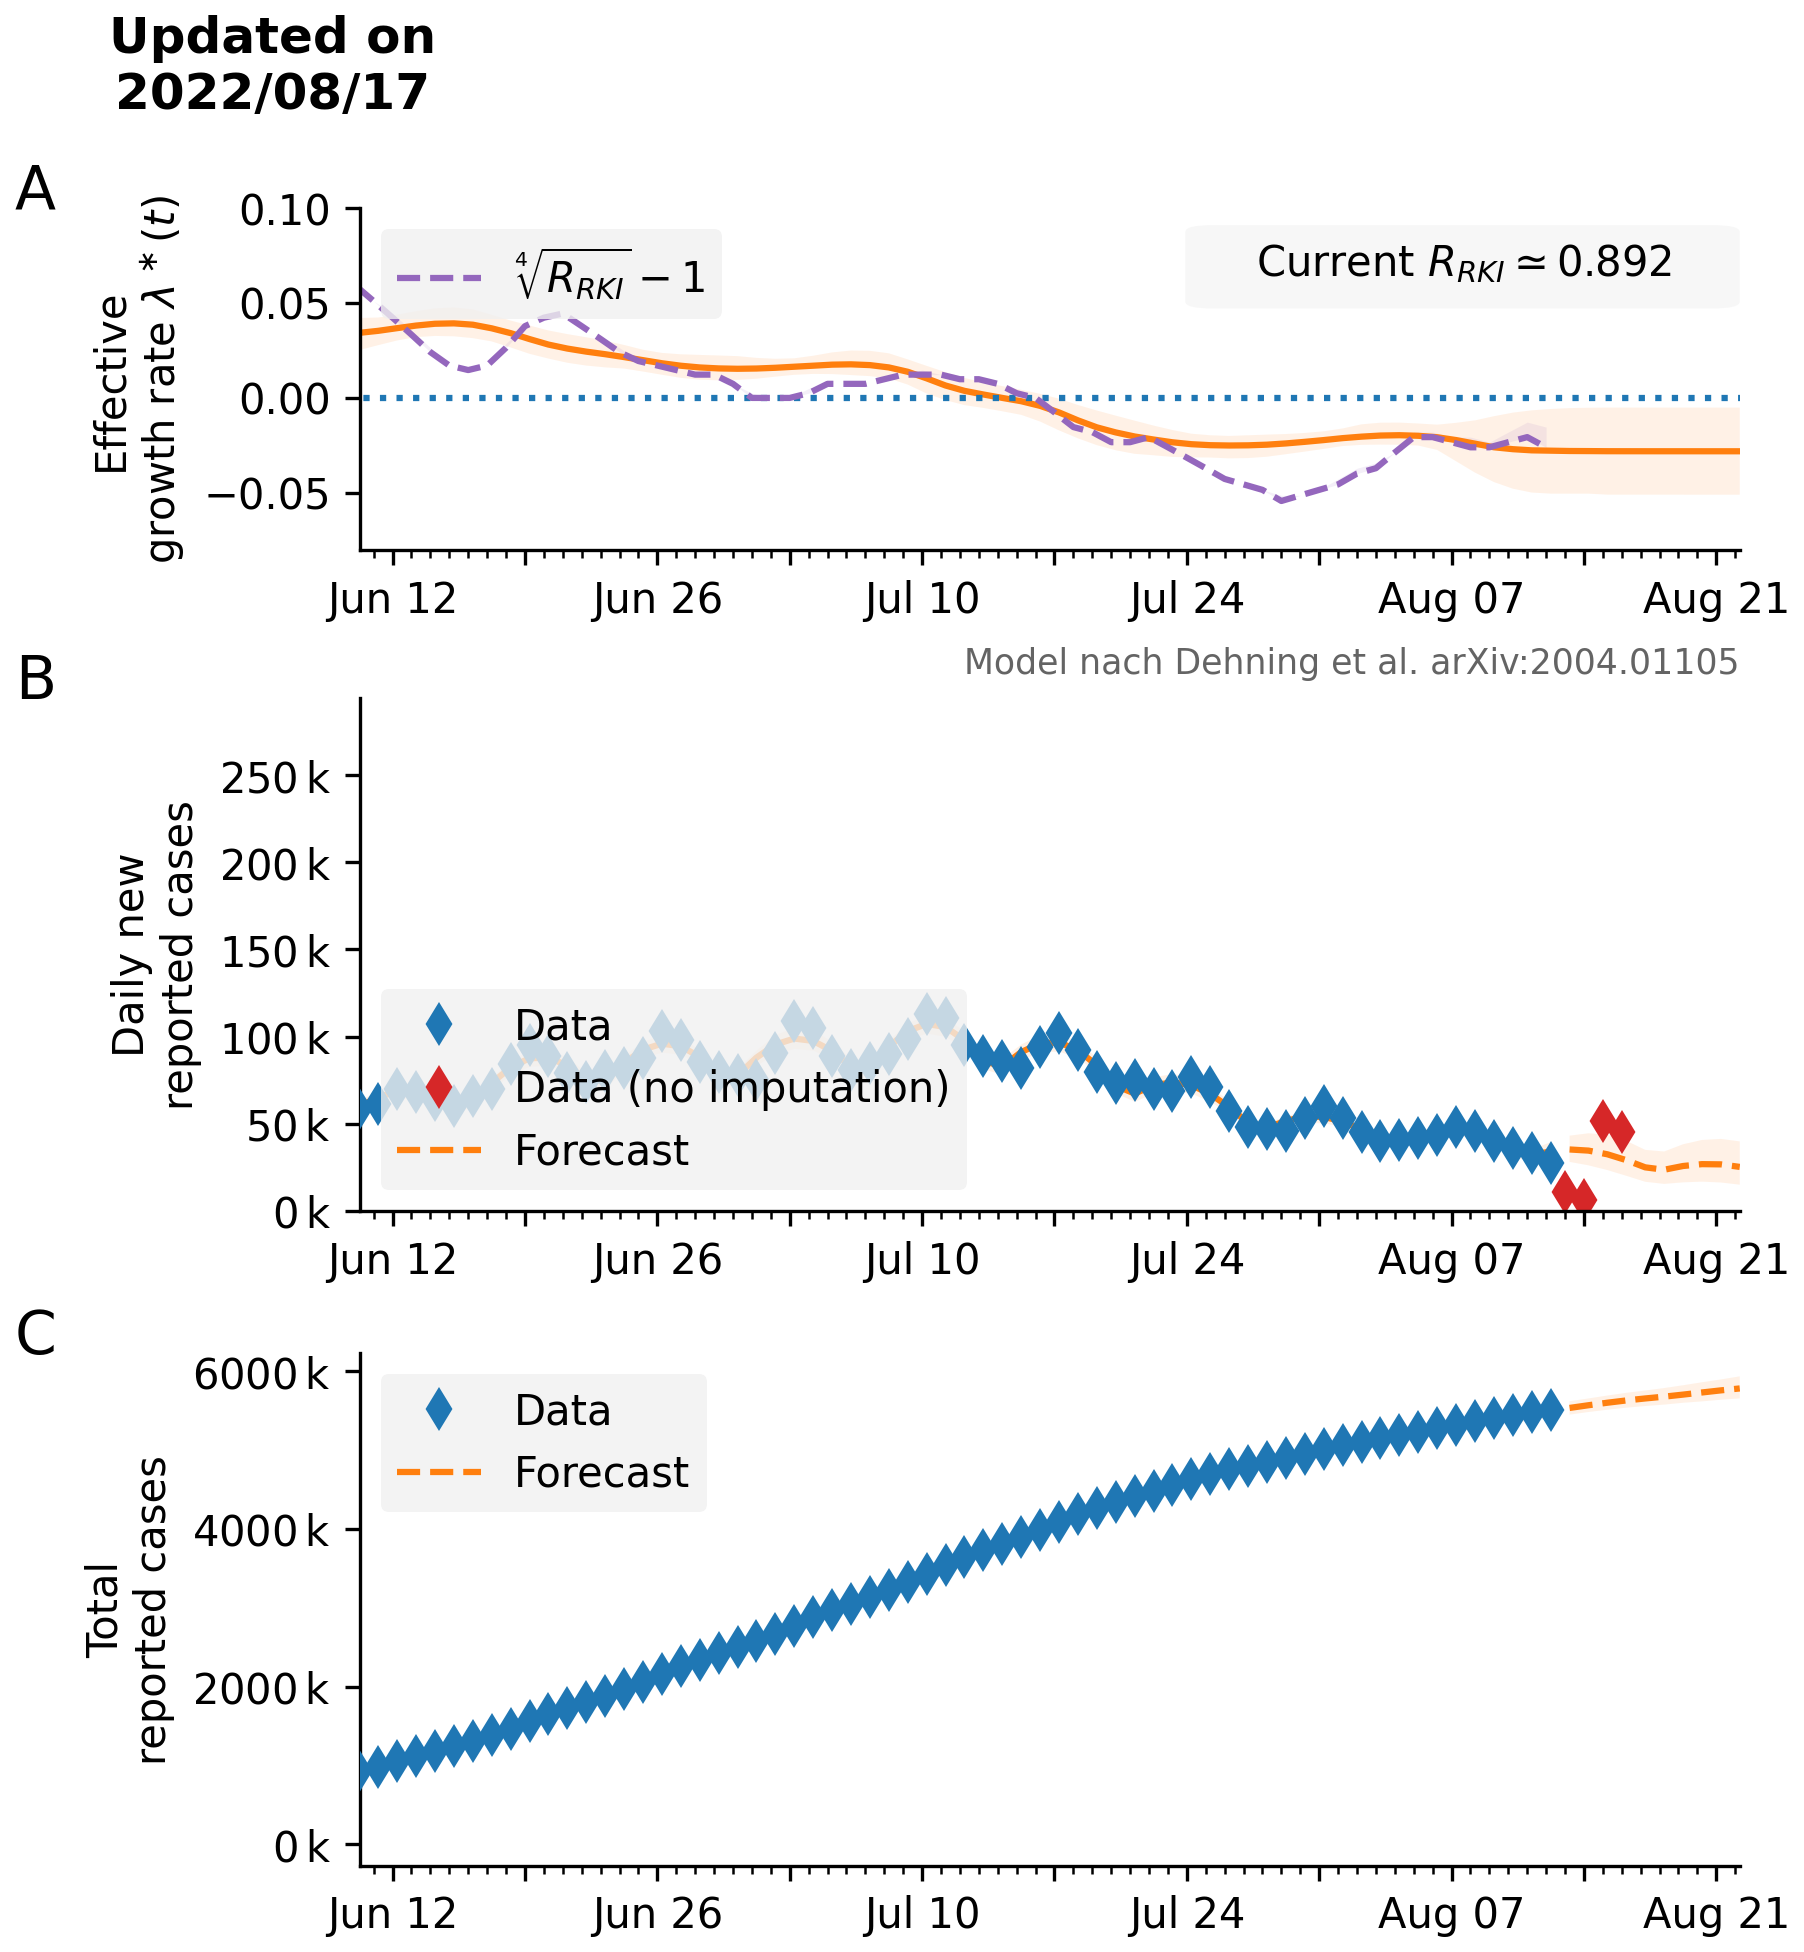 Updated on
2022/08/17
A
Effective
growth rate λ * (t)
0.10
0.05
0.00
−0.05
∜R_RKI − 1
Current R_RKI ≃ 0.892
Jun 12
Jun 26
Jul 10
Jul 24
Aug 07
Aug 21
Model nach Dehning et al. arXiv:2004.01105
B
Daily new
reported cases
250 k
200 k
150 k
100 k
50 k
0 k
Data
Data (no imputation)
Forecast
Jun 12
Jun 26
Jul 10
Jul 24
Aug 07
Aug 21
C
Total
reported cases
6000 k
4000 k
2000 k
0 k
Data
Forecast
Jun 12
Jun 26
Jul 10
Jul 24
Aug 07
Aug 21